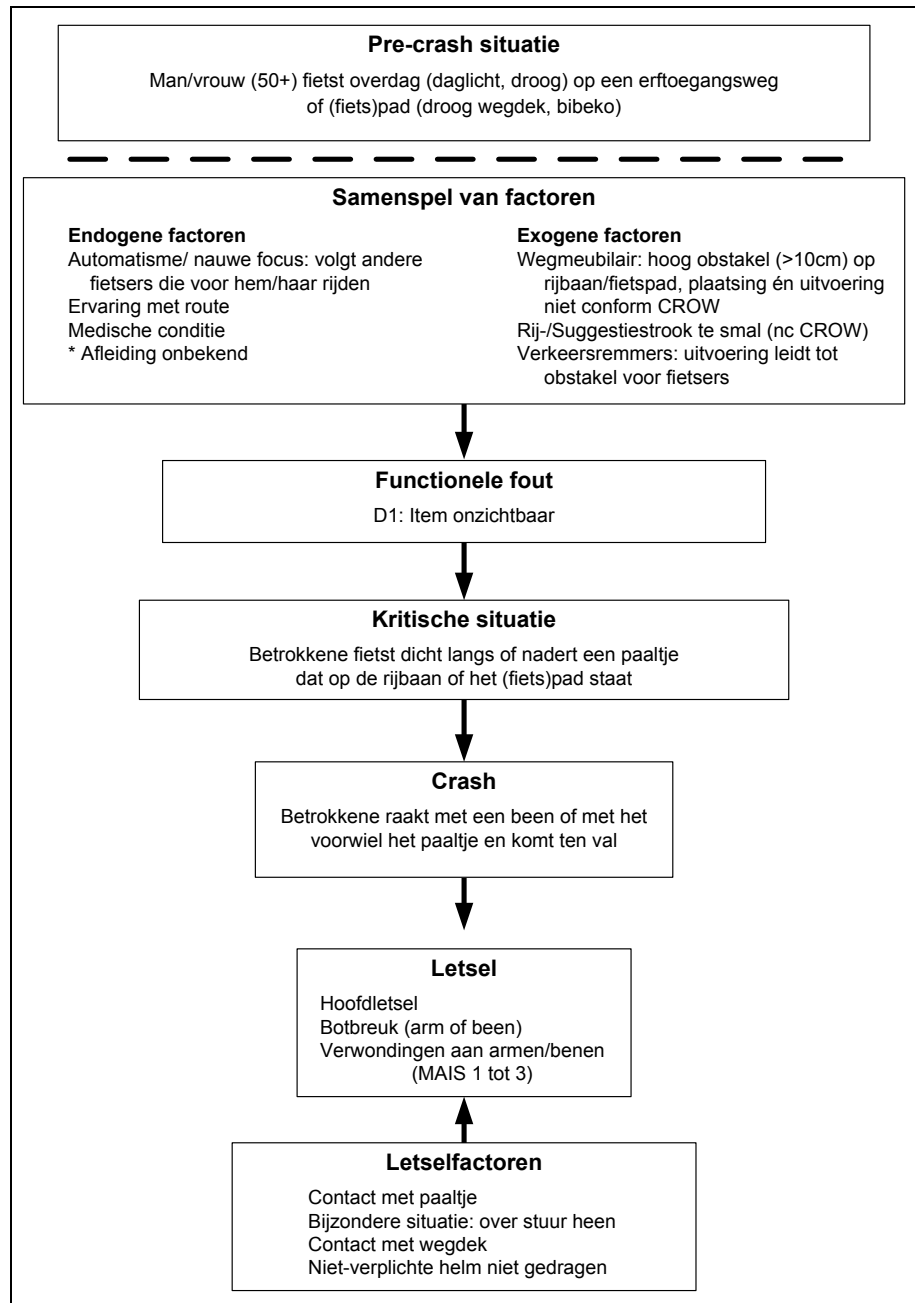 Pre-crash situatie
Man/vrouw (50+) fietst overdag (daglicht, droog) op een erftoegangsweg
of (fiets)pad (droog wegdek, bibeko)
Samenspel van factoren
Endogene factoren
Automatisme/ nauwe focus: volgt andere
fietsers die voor hem/haar rijden
Ervaring met route
Medische conditie
* Afleiding onbekend
Exogene factoren
Wegmeubilair: hoog obstakel (>10cm) op
rijbaan/fietspad, plaatsing én uitvoering
niet conform CROW
Rij-/Suggestiestrook te smal (nc CROW)
Verkeersremmers: uitvoering leidt tot
obstakel voor fietsers
Functionele fout
D1: Item onzichtbaar
Kritische situatie
Betrokkene fietst dicht langs of nadert een paaltje
dat op de rijbaan of het (fiets)pad staat
Crash
Betrokkene raakt met een been of met het
voorwiel het paaltje en komt ten val
Letsel
Hoofdletsel
Botbreuk (arm of been)
Verwondingen aan armen/benen
(MAIS 1 tot 3)
Letselfactoren
Contact met paaltje
Bijzondere situatie: over stuur heen
Contact met wegdek
Niet-verplichte helm niet gedragen